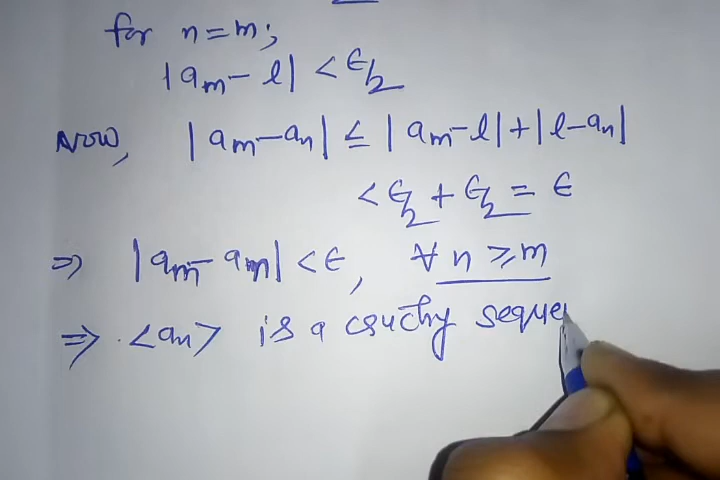 for n=m;
|am-l| < ε/2
Now, |am-an| ≤ |am-l|+|l-an|
< ε/2 + ε/2 = ε
⇒ |am-an| < ε, ∀ n ≥ m
⇒ <an> is a cauchy seque